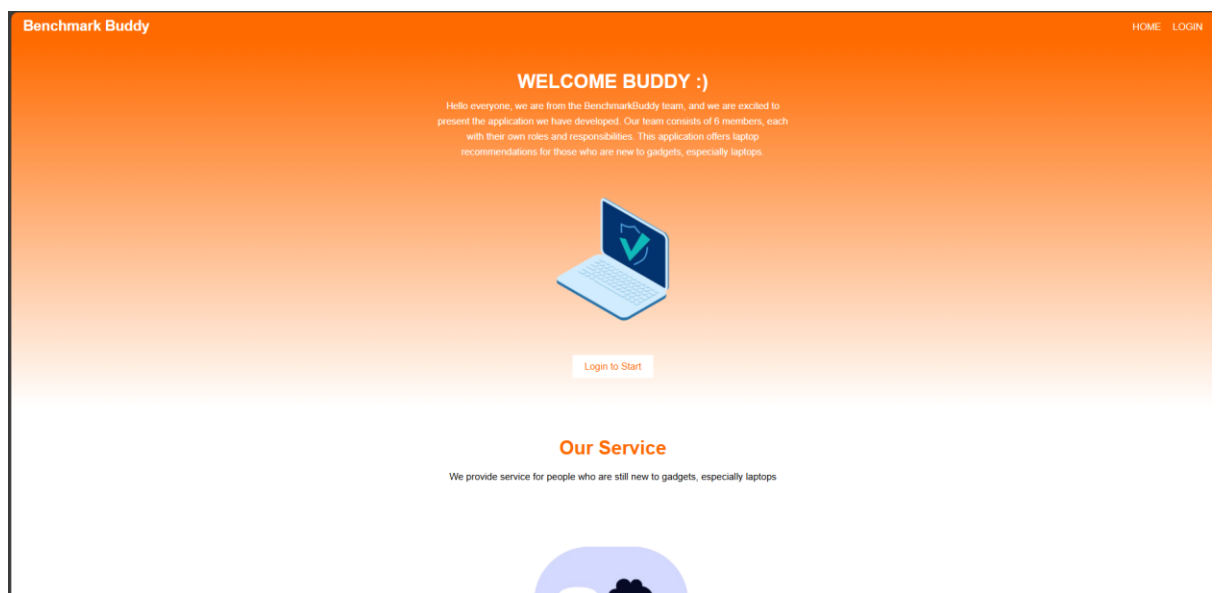 Benchmark Buddy
HOME LOGIN
WELCOME BUDDY :)
Hello everyone, we are from the BenchmarkBuddy team, and we are excited to
present the application we have developed. Our team consists of 6 members, each
with their own roles and responsibilities. This application offers laptop
recommendations for those who are new to gadgets, especially laptops.
Login to Start
Our Service
We provide service for people who are still new to gadgets, especially laptops